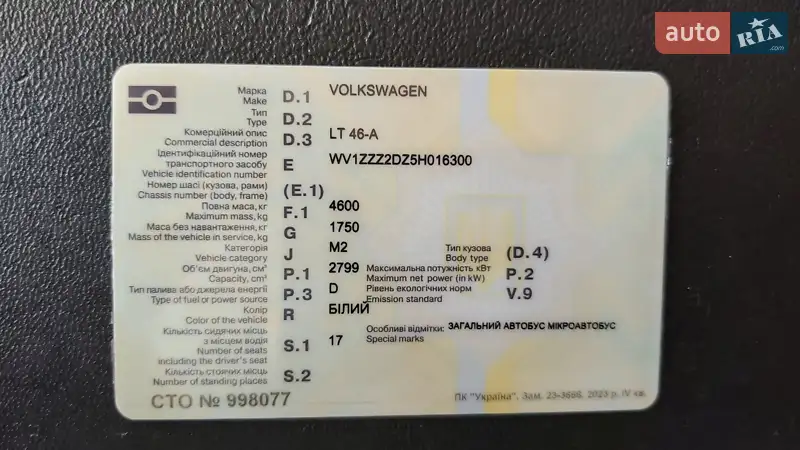 auto RIA .com
Марка D.1 VOLKSWAGEN
Make
Тип D.2
Type
Комерційний опис D.3 LT 46-A
Commercial description
Ідентифікаційний номер
транспортного засобу E WV1ZZZ2DZ5H016300
Vehicle identification number
Номер шасі (кузова, рами) (E.1)
Chassis number (body, frame)
Повна маса, кг F.1 4600
Maximum mass, kg
Маса без навантаження, кг G 1750
Mass of the vehicle in service, kg
Категорія J M2 Тип кузова (D.4)
Vehicle category Body type
Об'єм двигуна, см³ P.1 2799 Максимальна потужність кВт P.2
Capacity, cm³ Maximum net power (in kW)
Тип палива або джерела енергії P.3 D Рівень екологічних норм V.9
Type of fuel or power source Emission standard
Колір R БІЛИЙ
Color of the vehicle
Кількість сидячих місць
з місцем водія S.1 17 Особливі відмітки: ЗАГАЛЬНИЙ АВТОБУС МІКРОАВТОБУС
Number of seats Special marks
including the driver's seat
Кількість стоячих місць S.2
Number of standing places
СТО № 998077
ПК "Україна". Зам. 23-3698. 2023 р. IV кв.